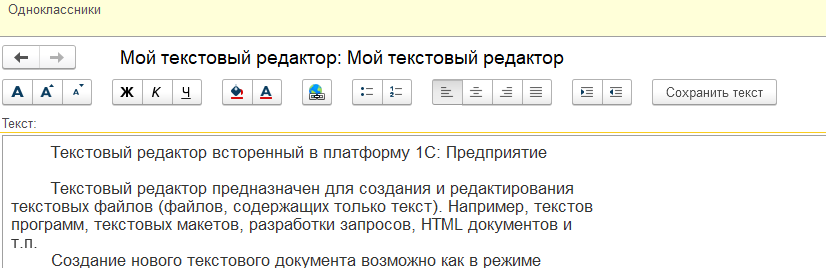 Одноклассники
Мой текстовый редактор: Мой текстовый редактор
А А А Ж К Ч А Сохранить текст
Текст:
Текстовый редактор всторенный в платформу 1С: Предприятие
Текстовый редактор предназначен для создания и редактирования
текстовых файлов (файлов, содержащих только текст). Например, текстов
программ, текстовых макетов, разработки запросов, HTML документов и
т.п.
Создание нового текстового документа возможно как в режиме